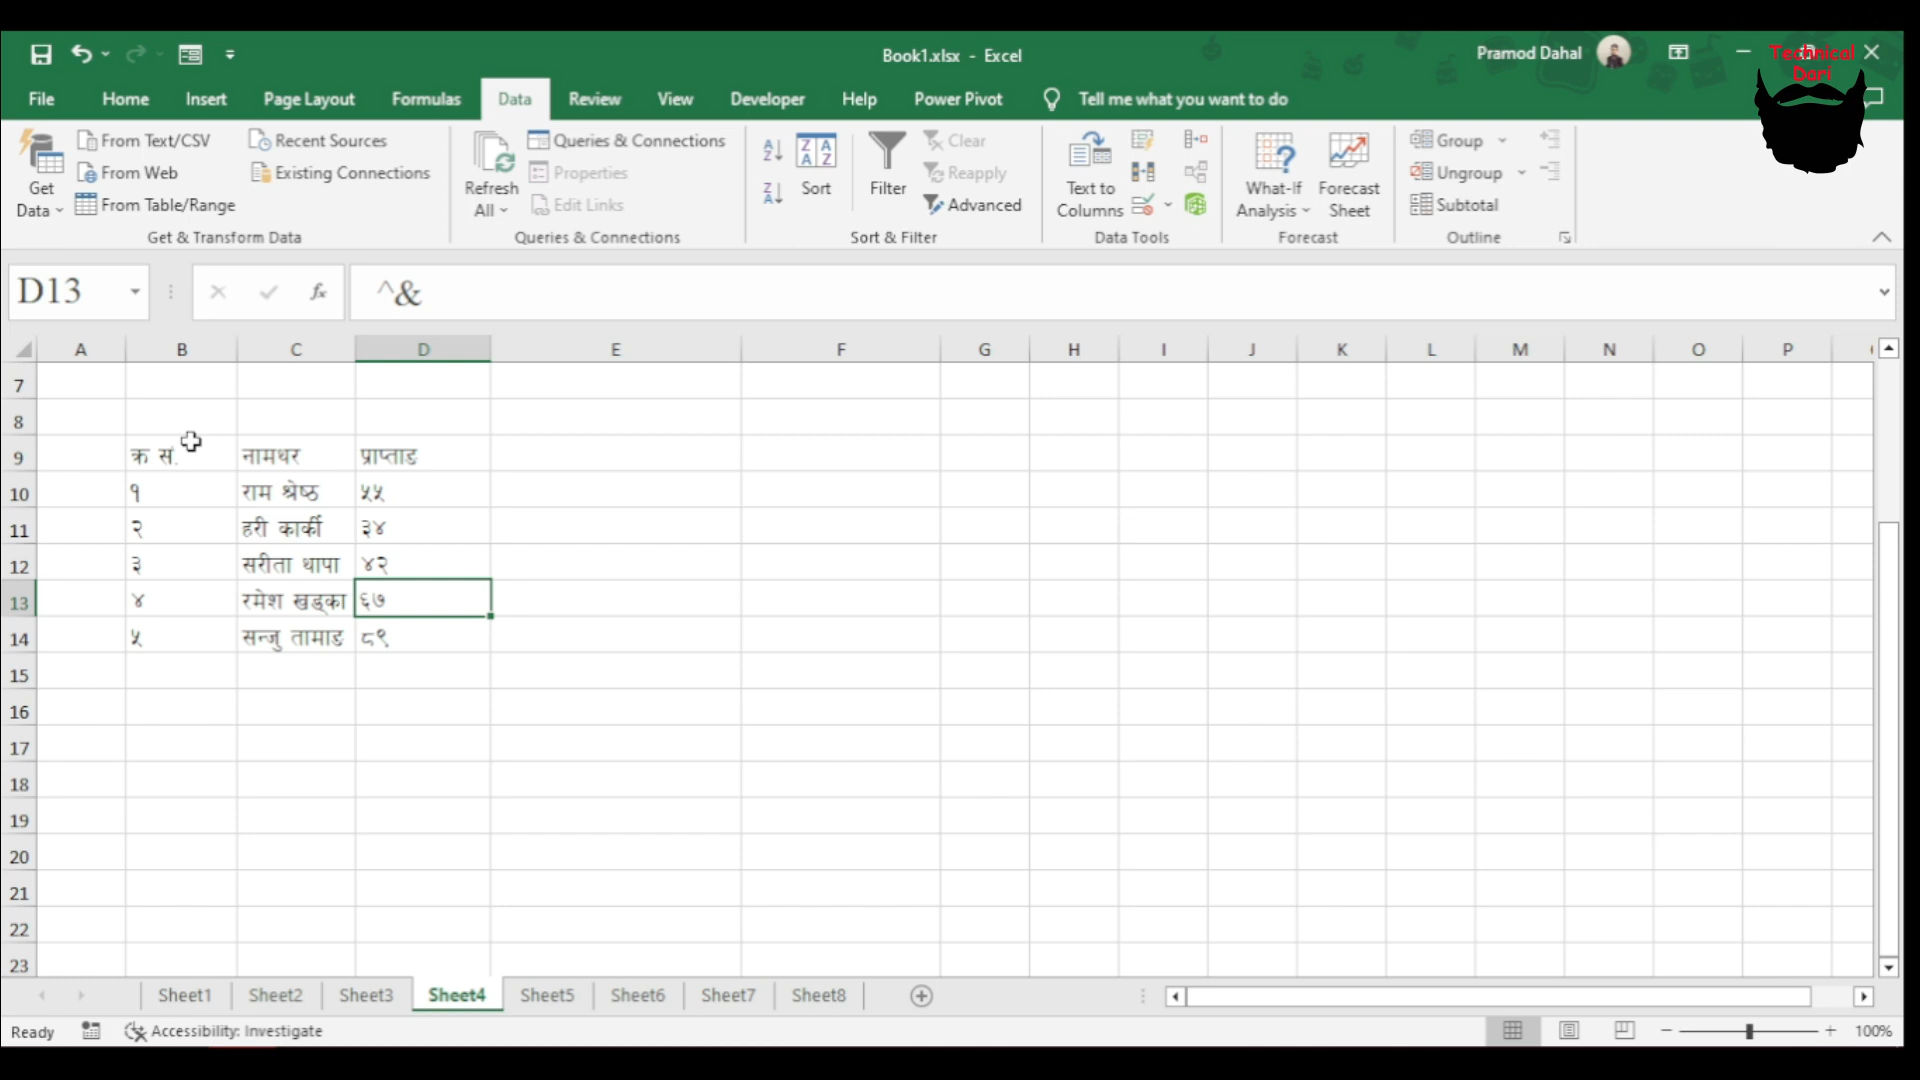 Book1.xlsx - Excel
Pramod Dahal
Technical Dari
File Home Insert Page Layout Formulas Data Review View Developer Help Power Pivot Tell me what you want to do
Get Data
From Text/CSV
From Web
From Table/Range
Recent Sources
Existing Connections
Get & Transform Data
Refresh All
Queries & Connections
Properties
Edit Links
Queries & Connections
Sort
Filter
Clear
Reapply
Advanced
Sort & Filter
Text to Columns
Data Tools
What-If Analysis
Forecast Sheet
Forecast
Group
Ungroup
Subtotal
Outline
D13 fx ^&
A B C D E F G H I J K L M N O P
7
8
9 क्र सं. नामथर प्राप्ताड
10 १ राम श्रेष्ठ ५५
11 २ हरी कार्की ३४
12 ३ सरीता थापा ४२
13 ४ रमेश खड्का ६७
14 ५ सन्जु तामाड ८९
15
16
17
18
19
20
21
22
23
Sheet1 Sheet2 Sheet3 Sheet4 Sheet5 Sheet6 Sheet7 Sheet8
Ready Accessibility: Investigate 100%